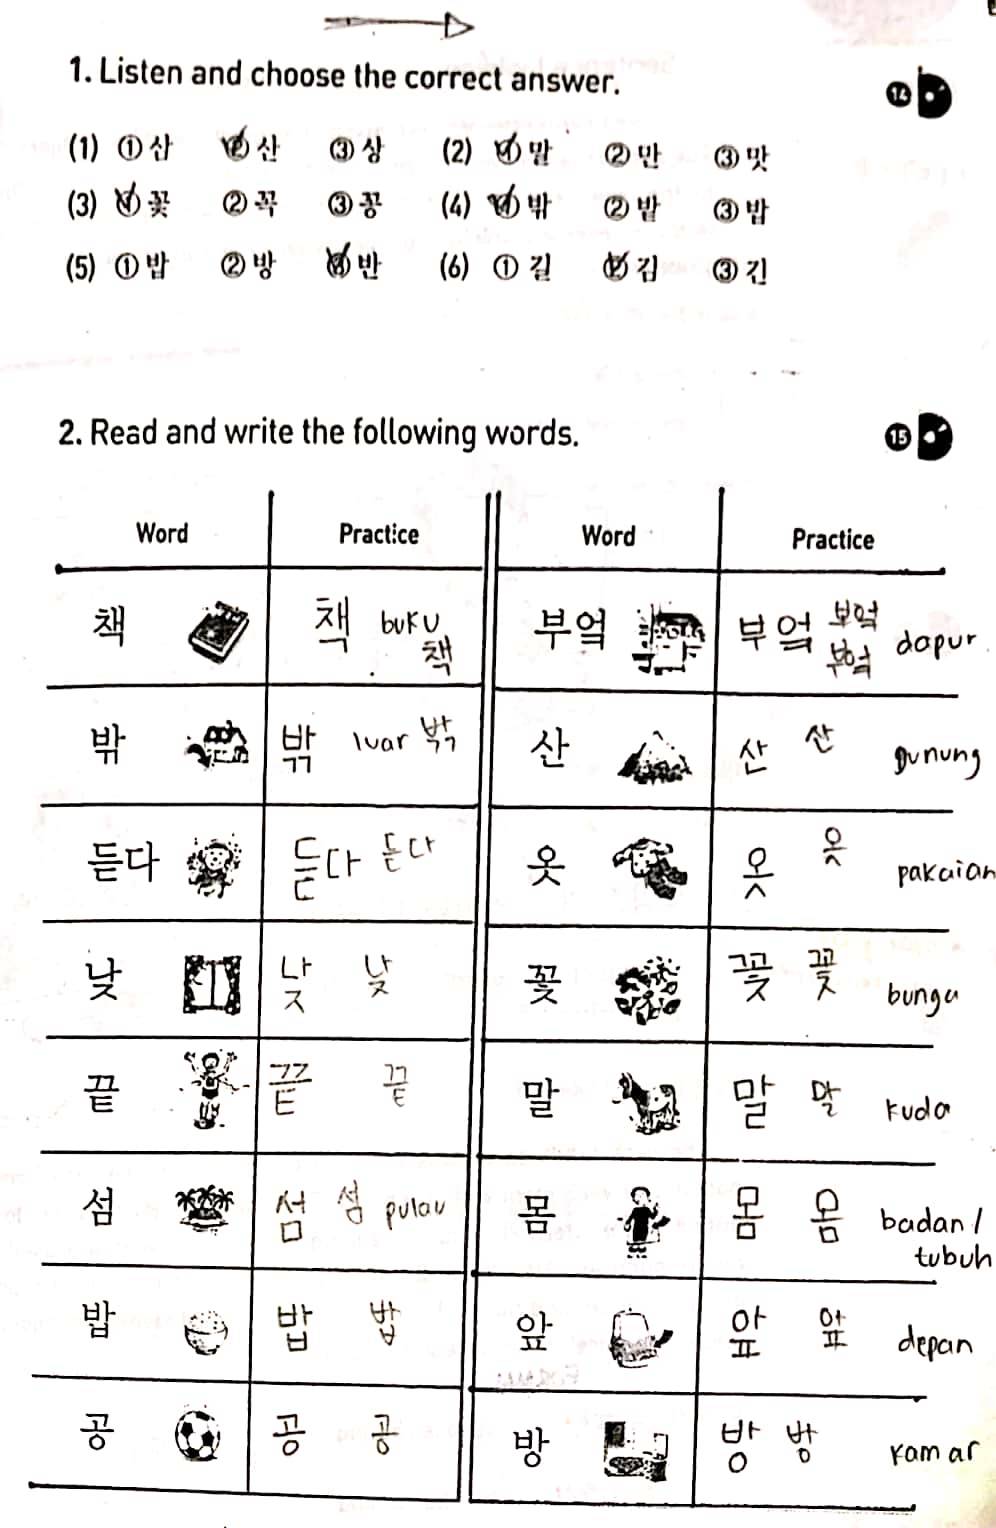 1. Listen and choose the correct answer. 14
(1) ① 삼 ② 산 ③ 상 (2) ① 말 ② 만 ③ 맛
(3) ① 꽃 ② 꼭 ③ 꽁 (4) ① 밖 ② 밭 ③ 밥
(5) ① 밥 ② 방 ③ 반 (6) ① 길 ② 김 ③ 긴
2. Read and write the following words. 15
Word Practice Word Practice
책 책 buku 책 부엌 부엌 부엌 부엌 dapur
밖 밖 luar 밖 산 산 산 gunung
듣다 듣다 듣다 옷 옷 옷 pakaian
낮 낮 낮 꽃 꽃 꽃 bunga
끝 끝 끝 말 말 말 kuda
섬 섬 섬 pulau 몸 몸 몸 badan/
tubuh
밥 밥 밥 앞 앞 앞 depan
공 공 공 방 방 방 kamar